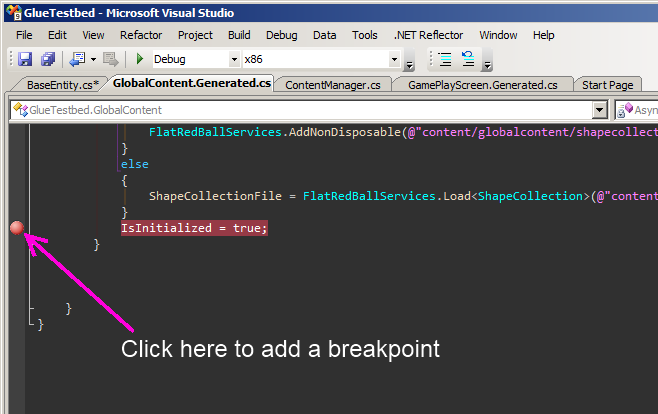 GlueTestbed - Microsoft Visual Studio
File Edit View Refactor Project Build Debug Data Tools .NET Reflector Window Help
Debug x86
BaseEntity.cs* GlobalContent.Generated.cs ContentManager.cs GamePlayScreen.Generated.cs Start Page
GlueTestbed.GlobalContent
FlatRedBallServices.AddNonDisposable(@"content/globalcontent/shapecollect
}
else
{
ShapeCollectionFile = FlatRedBallServices.Load<ShapeCollection>(@"content
}
IsInitialized = true;
}
}
}
Click here to add a breakpoint